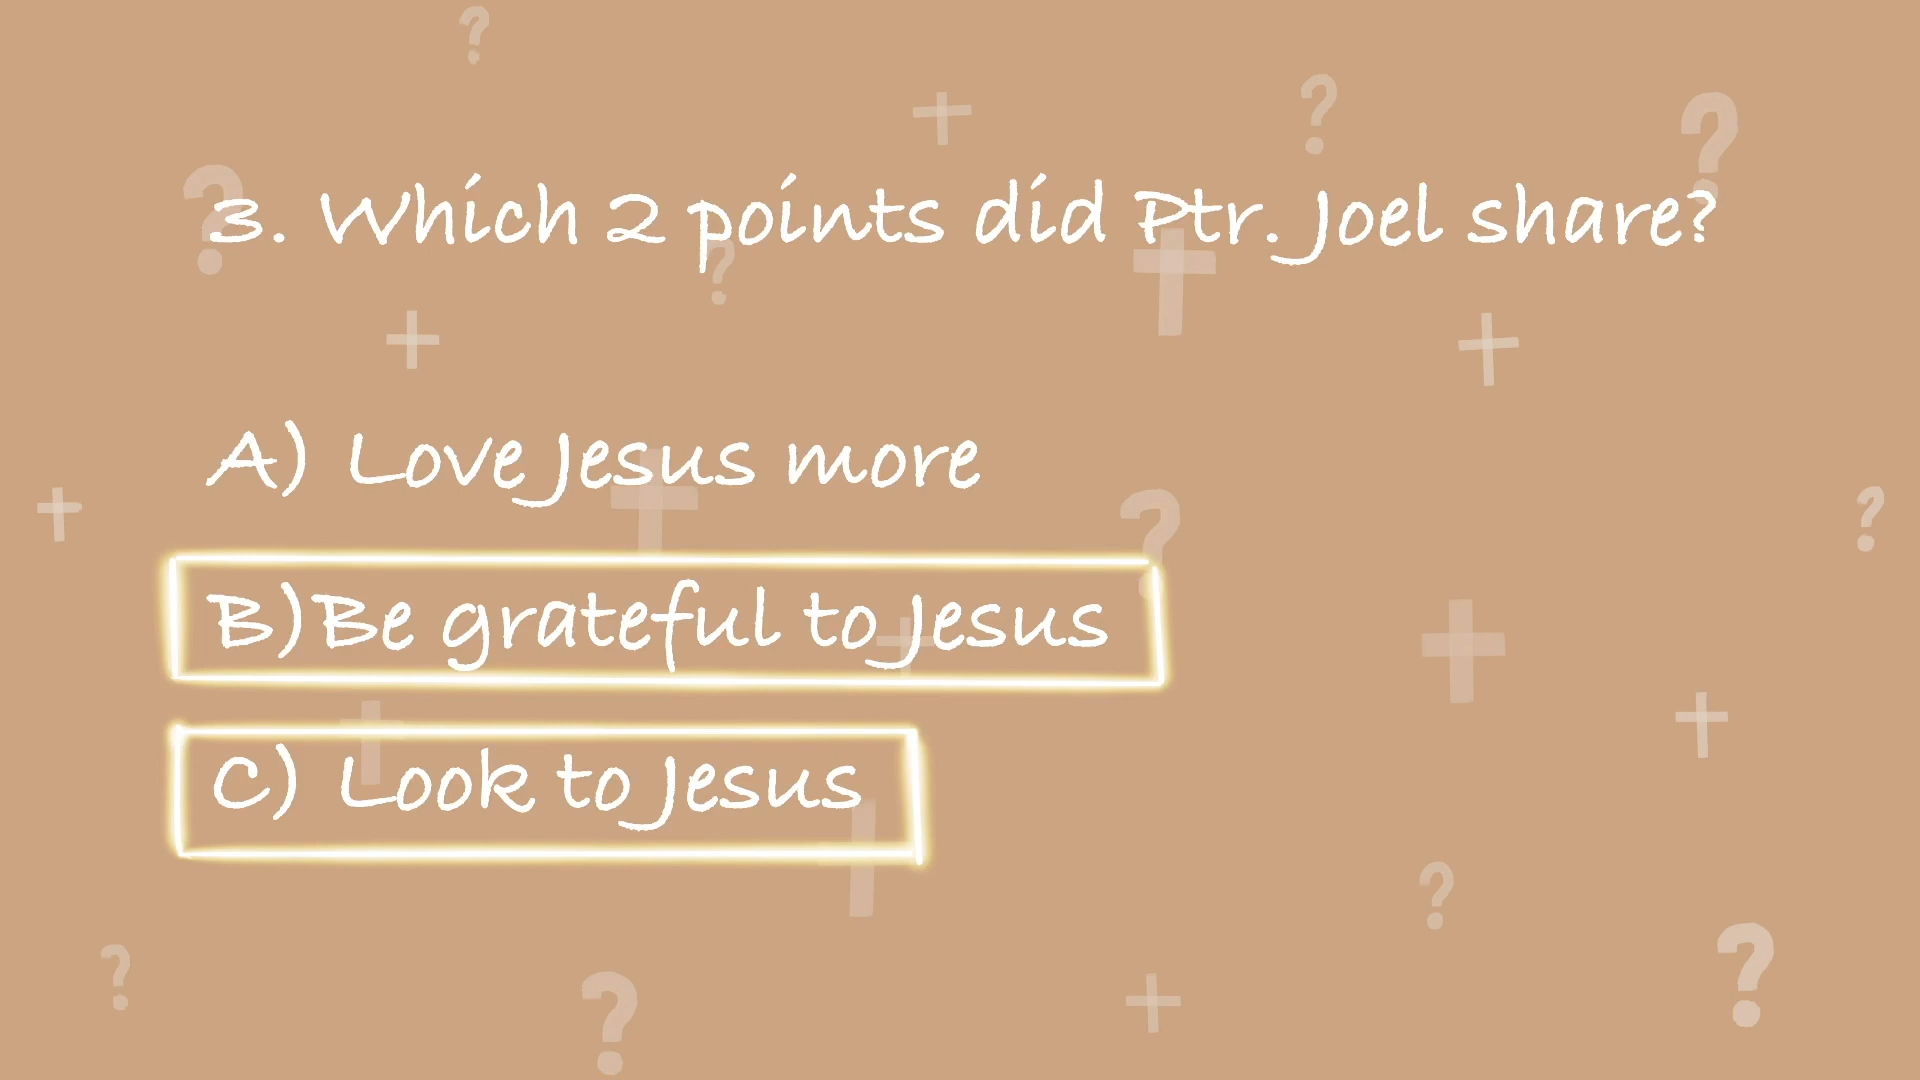 3. Which 2 points did Ptr. Joel share?
A) Love Jesus more
B)Be grateful to Jesus
C) Look to Jesus